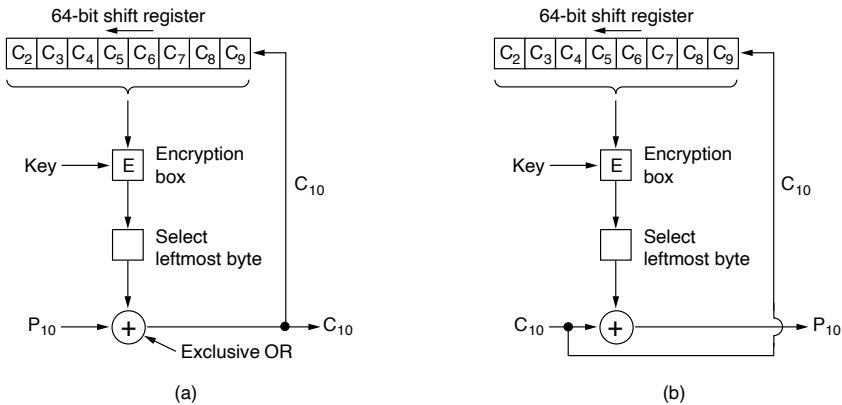 64-bit shift register
C2 C3 C4 C5 C6 C7 C8 C9
Key
E
Encryption
box
C10
Select
leftmost byte
P10
+
C10
Exclusive OR
(a)
64-bit shift register
C2 C3 C4 C5 C6 C7 C8 C9
Key
E
Encryption
box
C10
Select
leftmost byte
C10
+
P10
(b)